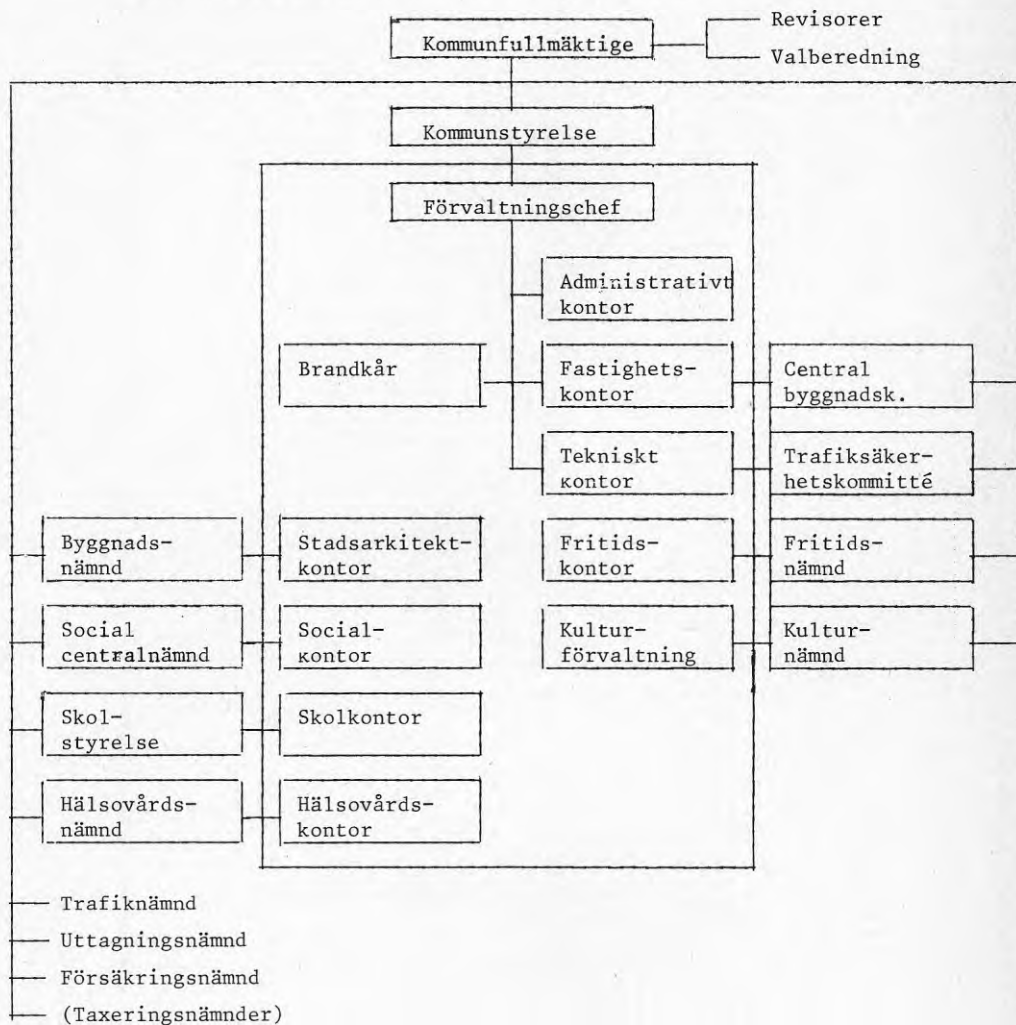 Kommunfullmäktige
Revisorer
Valberedning
Kommunstyrelse
Förvaltningschef
Administrativt
kontor
Brandkår
Fastighets-
kontor
Central
byggnadsk.
Tekniskt
kontor
Trafiksäker-
hetskommitté
Byggnads-
nämnd
Stadsarkitekt-
kontor
Fritids-
kontor
Fritids-
nämnd
Social
centralnämnd
Social-
kontor
Kultur-
förvaltning
Kultur-
nämnd
Skol-
styrelse
Skolkontor
Hälsovårds-
nämnd
Hälsovårds-
kontor
Trafiknämnd
Uttagningsnämnd
Försäkringsnämnd
(Taxeringsnämnder)